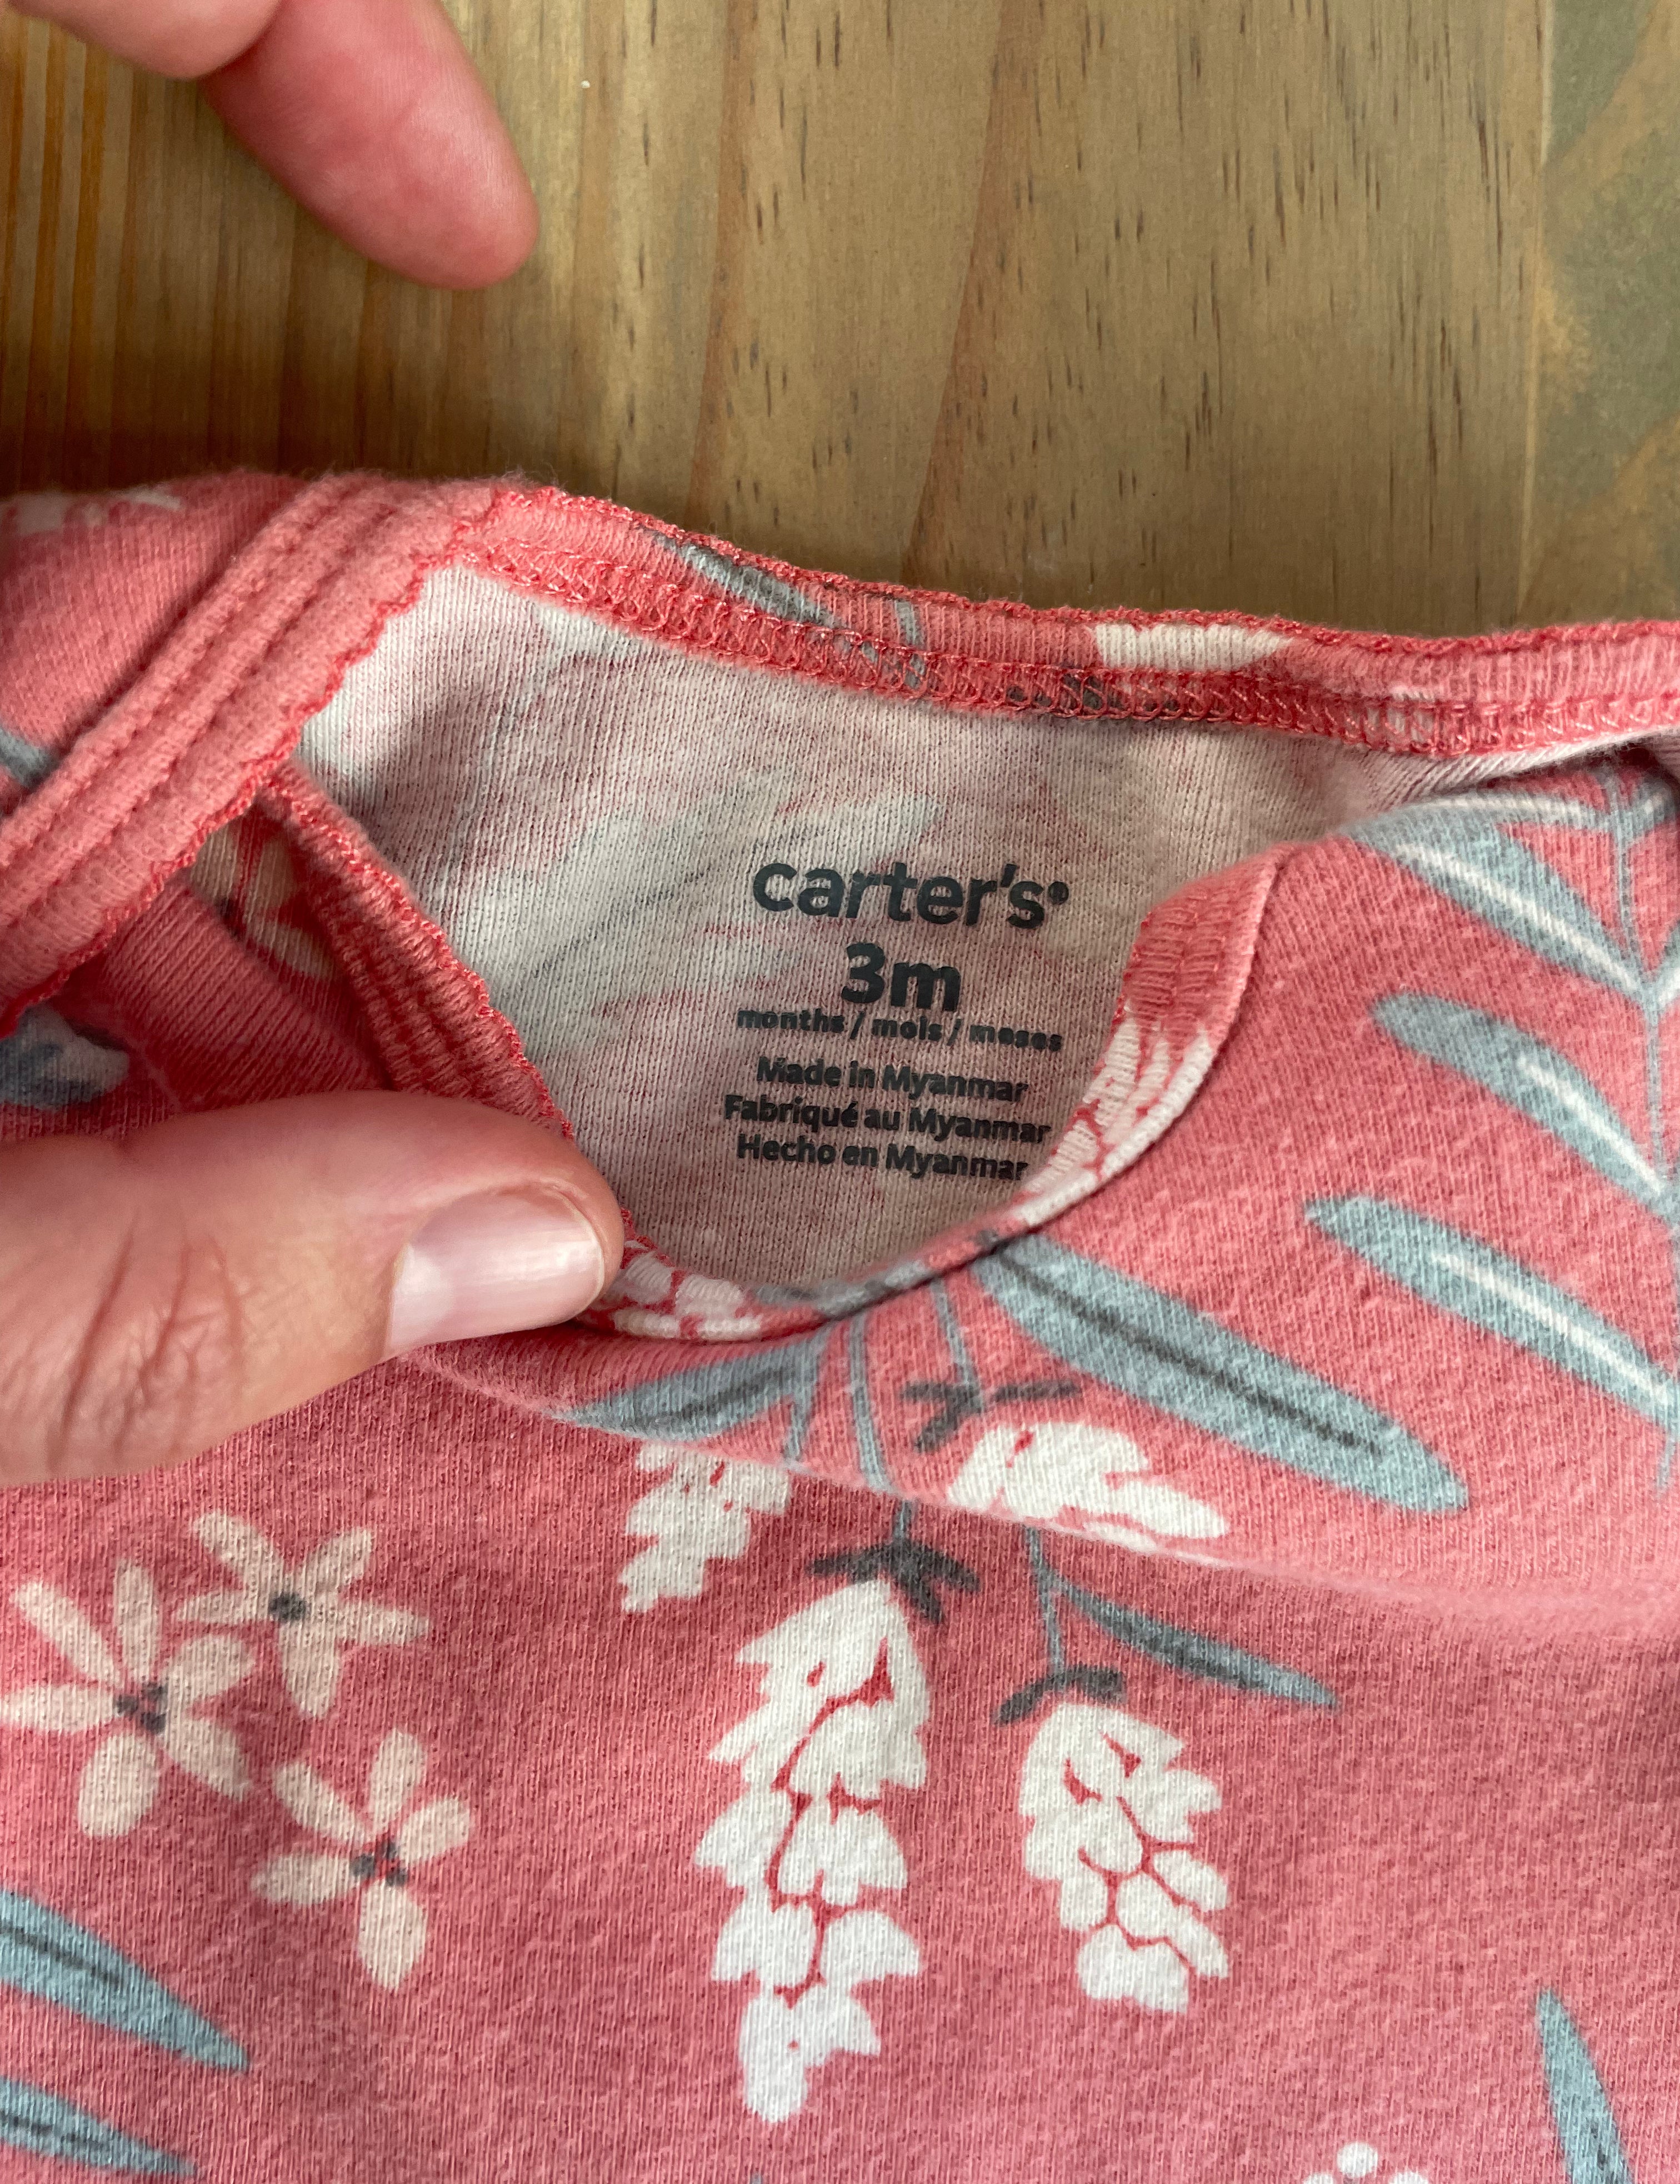 carter's®
3m
months / mois / meses
Made in Myanmar
Fabriqué au Myanmar
Hecho en Myanmar